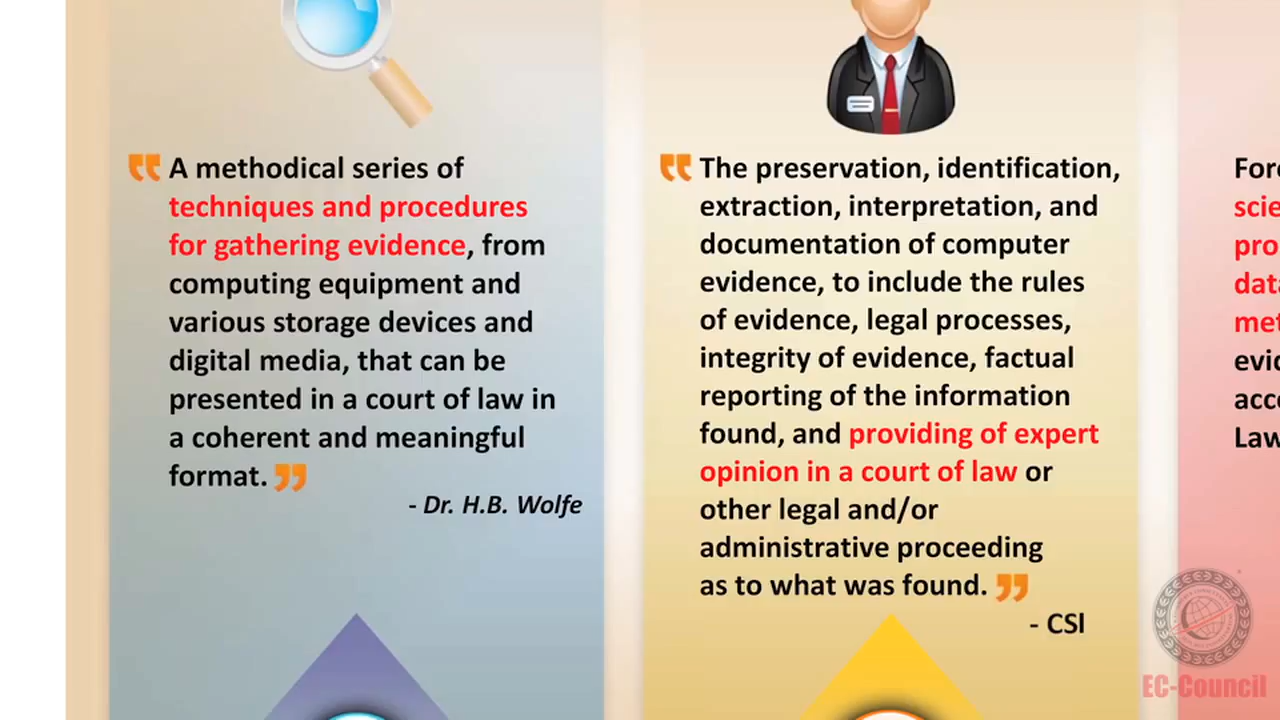 A methodical series of
techniques and procedures
for gathering evidence, from
computing equipment and
various storage devices and
digital media, that can be
presented in a court of law in
a coherent and meaningful
format.
- Dr. H.B. Wolfe
The preservation, identification,
extraction, interpretation, and
documentation of computer
evidence, to include the rules
of evidence, legal processes,
integrity of evidence, factual
reporting of the information
found, and providing of expert
opinion in a court of law or
other legal and/or
administrative proceeding
as to what was found.
- CSI
EC-Council